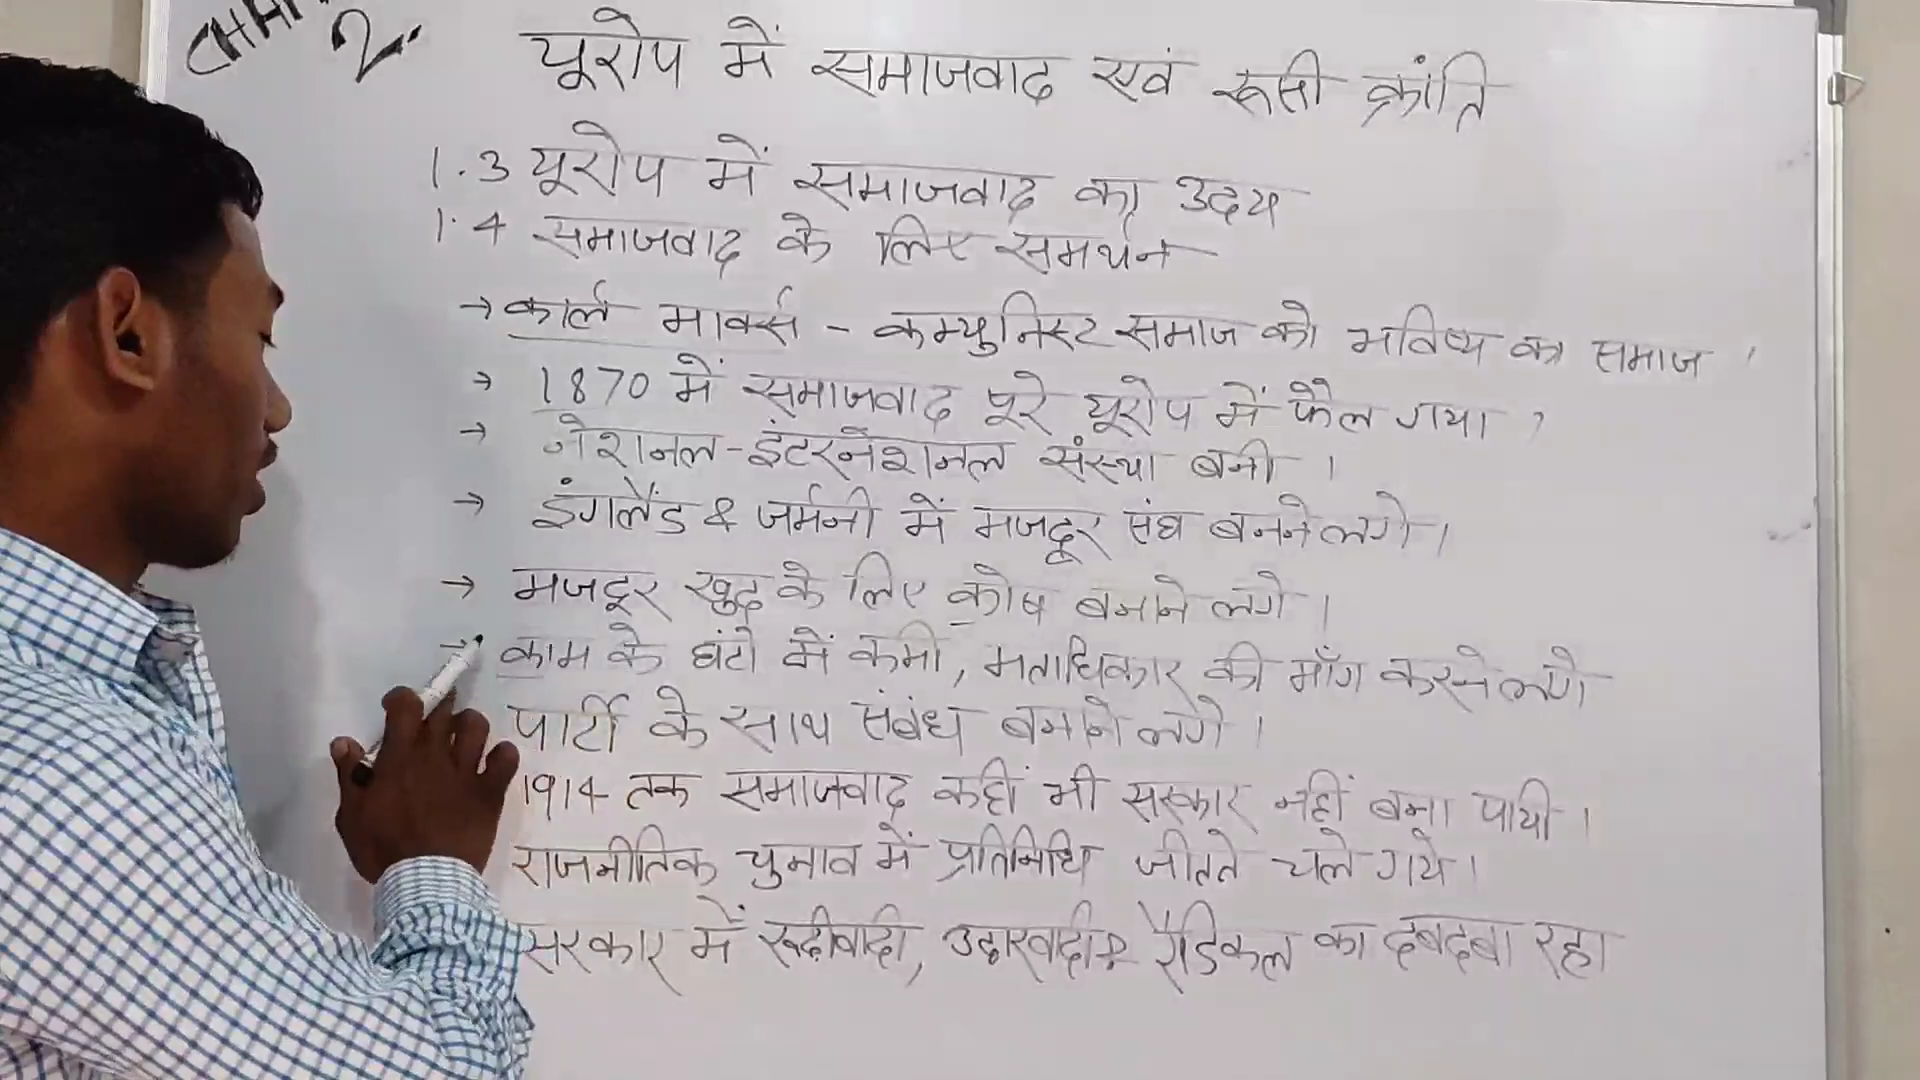 2.
यूरोप में समाजवाद एवं रूसी क्रांति
1.3 यूरोप में समाजवाद का उदय
1.4 समाजवाद के लिए समर्थन
→ कार्ल मार्क्स - कम्युनिस्ट समाज को भविष्य का समाज ।
→ 1870 में समाजवाद पूरे यूरोप में फैल गया ।
→ नेशनल-इंटरनेशनल संस्था बनी ।
→ इंगलैंड & जर्मनी में मजदूर संघ बनने लगे ।
→ मजदूर खुद के लिए कोष बनाने लगे ।
→ काम के घंटो में कमी, मताधिकार की माँग करने लगे
पार्टी के साथ संबंध बनाने लगे ।
1914 तक समाजवाद कहीं भी सरकार नहीं बना पायी ।
राजनीतिक चुनाव में प्रतिनिधि जीतते चले गये ।
सरकार में रूढीवादी, उदारवादी & रैडिकल का दबदबा रहा